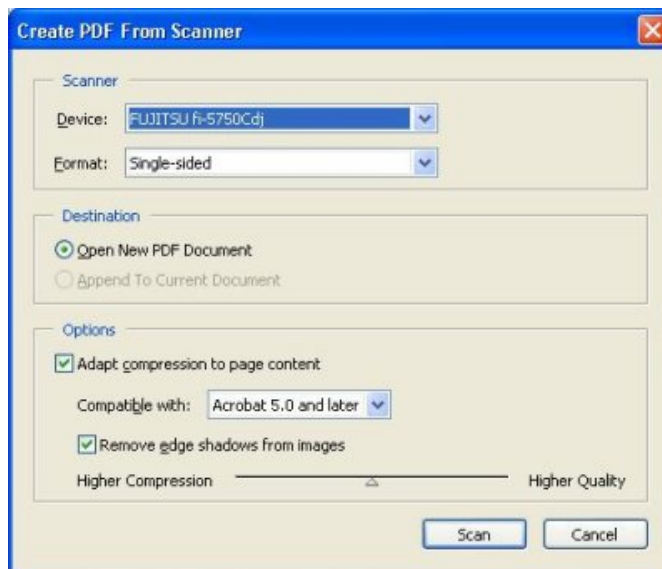 Create PDF From Scanner
Scanner
Device: FUJITSU fi-5750Cdj
Format: Single-sided
Destination
Open New PDF Document
Append To Current Document
Options
Adapt compression to page content
Compatible with: Acrobat 5.0 and later
Remove edge shadows from images
Higher Compression Higher Quality
Scan Cancel